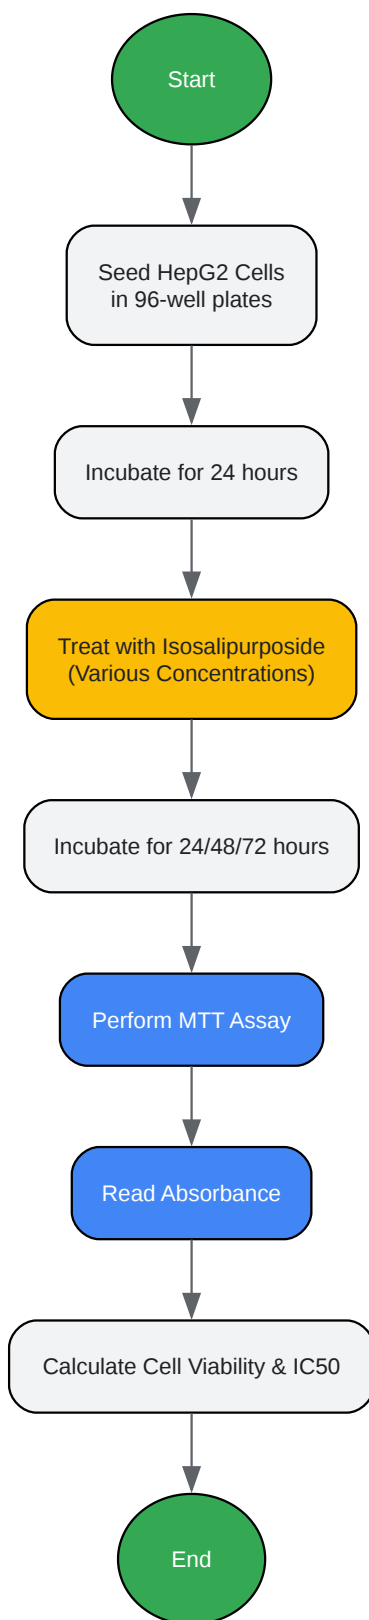 Start
Seed HepG2 Cells
in 96-well plates
Incubate for 24 hours
Treat with Isosalipurposide
(Various Concentrations)
Incubate for 24/48/72 hours
Perform MTT Assay
Read Absorbance
Calculate Cell Viability & IC50
End